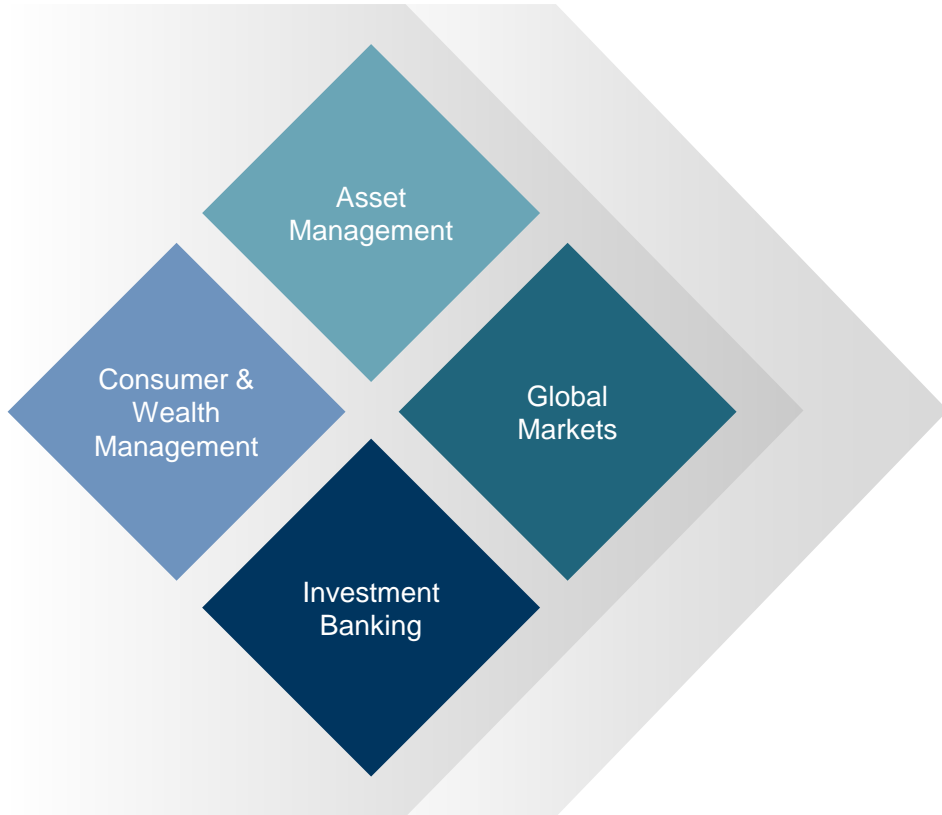 Asset
Management
Consumer &
Wealth
Management
Global
Markets
Investment
Banking